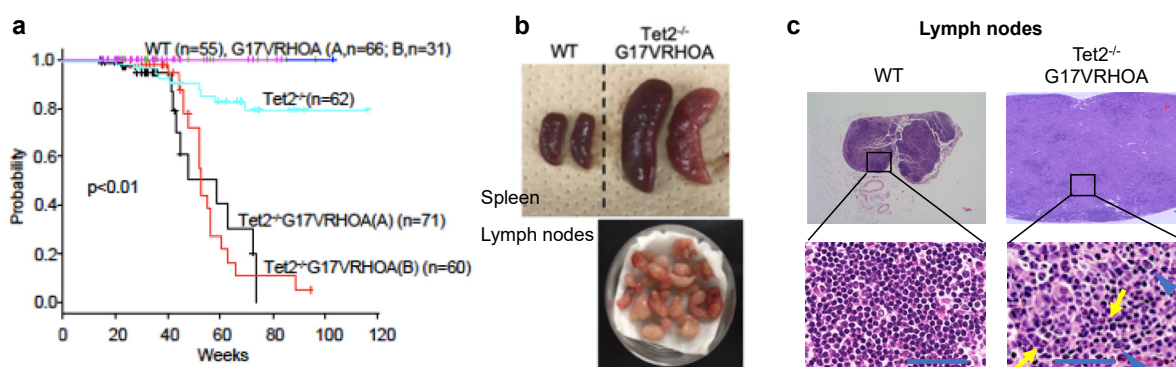 a
WT (n=55), G17VRHOA (A,n=66; B,n=31)
1.0
0.8
0.6
0.4
0.2
0.0
Probability
Tet2-/-(n=62)
p<0.01
Tet2-/-G17VRHOA(A) (n=71)
Tet2-/-G17VRHOA(B) (n=60)
0 20 40 60 80 100 120
Weeks
b
WT
Tet2-/-
G17VRHOA
Spleen
Lymph nodes
c
Lymph nodes
WT
Tet2-/-
G17VRHOA